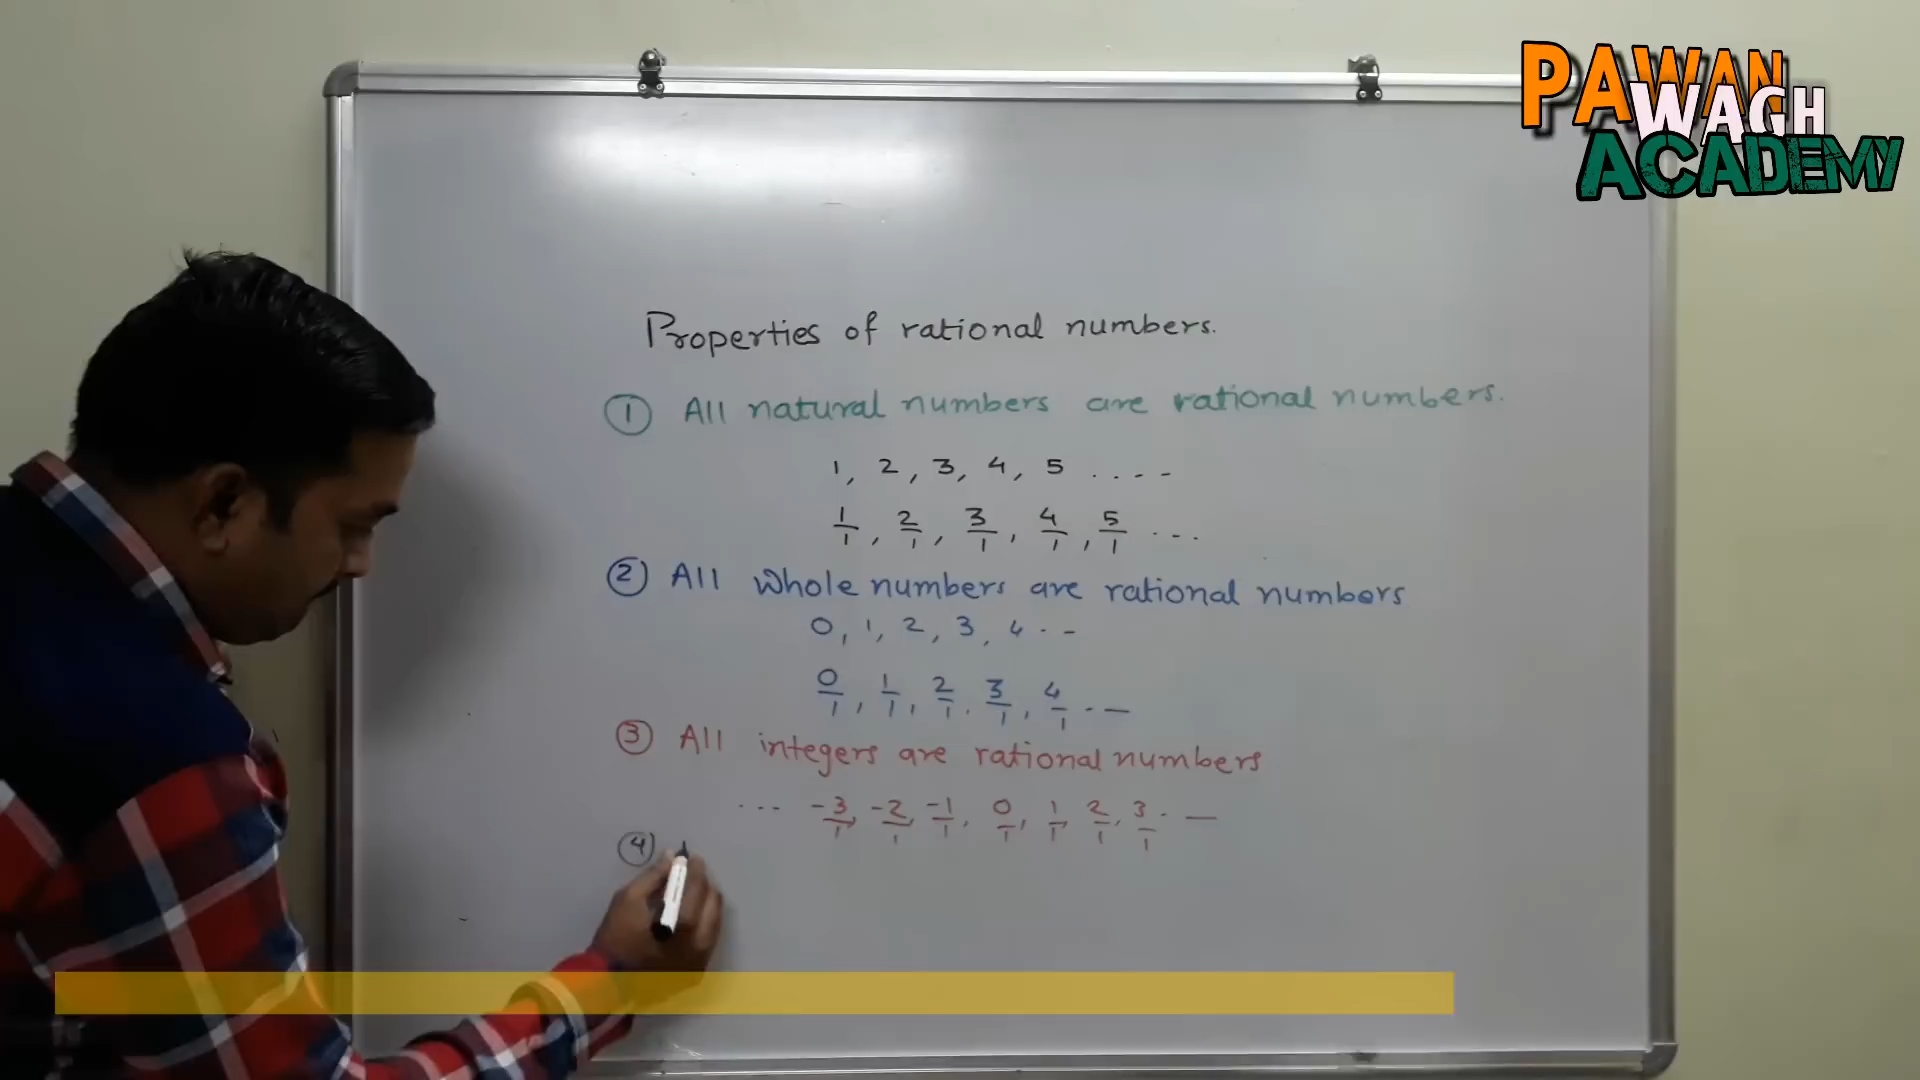 PAWAN
WAGH
ACADEMY
Properties of rational numbers.
① All natural numbers are rational numbers.
1, 2, 3, 4, 5 ....-
1/1, 2/1, 3/1, 4/1, 5/1 ...
② All Whole numbers are rational numbers
0, 1, 2, 3, 4 . . -
0/1, 1/1, 2/1, 3/1, 4/1 . . —
③ All integers are rational numbers
... -3/1, -2/1, -1/1, 0/1, 1/1, 2/1, 3/1 . —
④